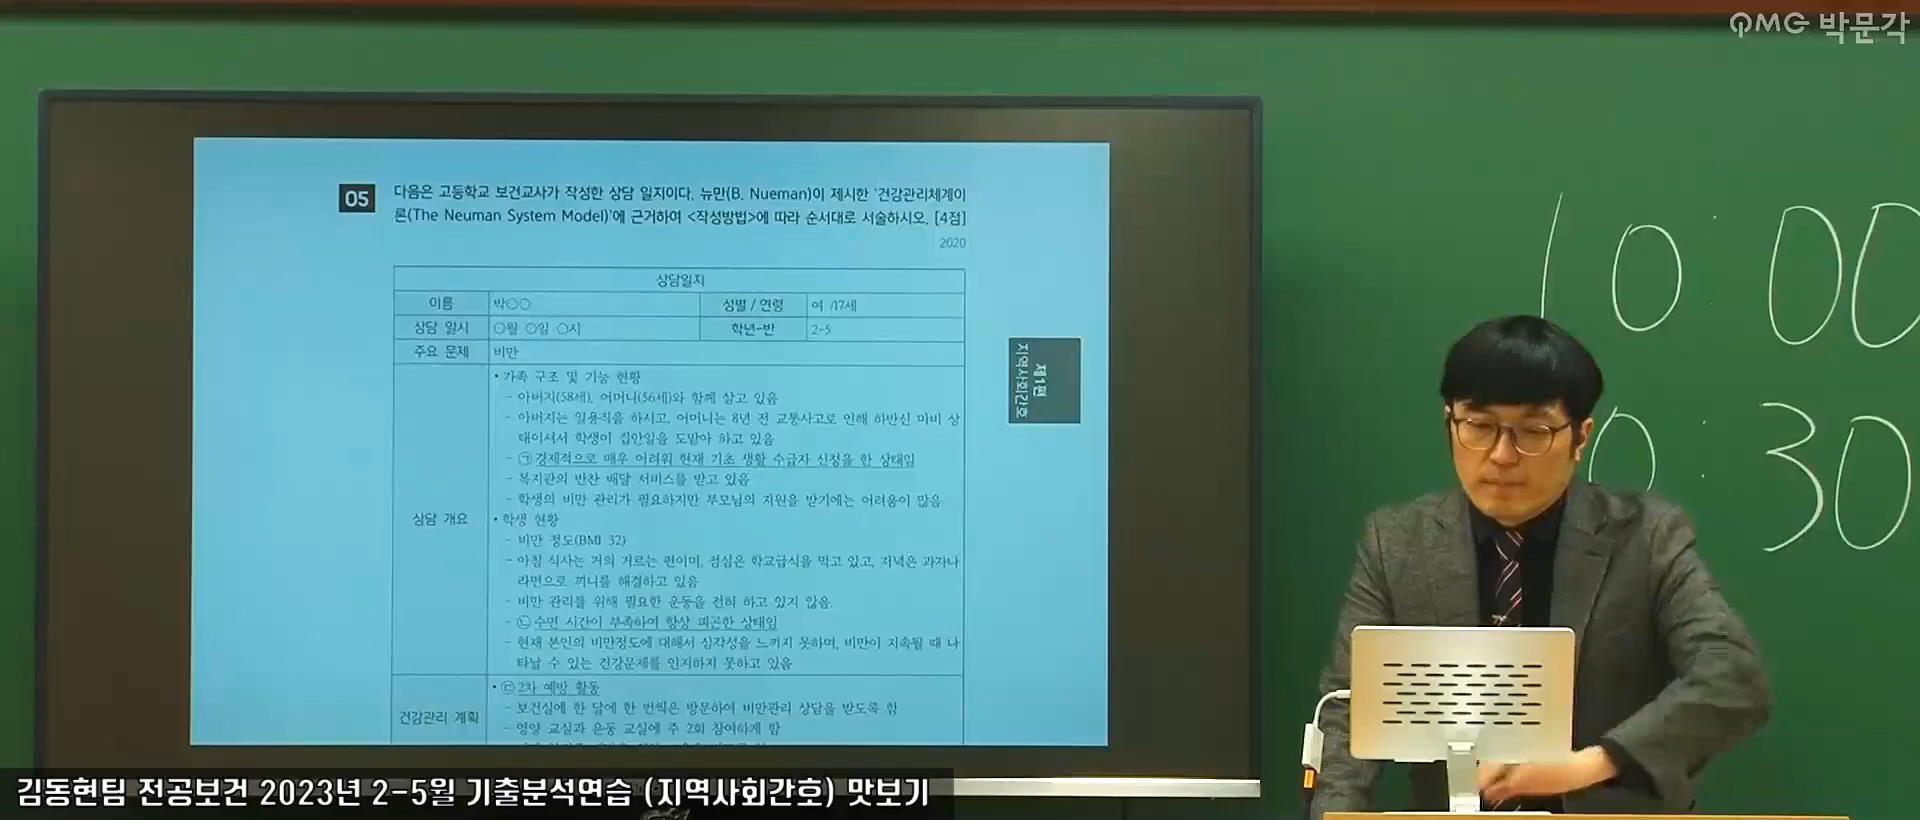 PMG 박문각
05
다음은 고등학교 보건교사가 작성한 상담 일지이다. 뉴만(B. Nueman)이 제시한 '건강관리체계이
론(The Neuman System Model)'에 근거하여 <작성방법>에 따라 순서대로 서술하시오. [4점]
2020
상담일지
이름 박○○ 성별 / 연령 여 /17세
상담 일시 ○월 ○일 ○시 학년-반 2-5
주요 문제 비만
• 가족 구조 및 기능 현황
- 아버지(58세), 어머니(56세)와 함께 살고 있음
- 아버지는 일용직을 하시고, 어머니는 8년 전 교통사고로 인해 하반신 마비 상
태이셔서 학생이 집안일을 도맡아 하고 있음
- ㉠ 경제적으로 매우 어려워 현재 기초 생활 수급자 신청을 한 상태임
- 복지관의 반찬 배달 서비스를 받고 있음
- 학생의 비만 관리가 필요하지만 부모님의 지원을 받기에는 어려움이 많음
상담 개요
• 학생 현황
- 비만 정도(BMI 32)
- 아침 식사는 거의 거르는 편이며, 점심은 학교급식을 먹고 있고, 저녁은 과자나
라면으로 끼니를 해결하고 있음
- 비만 관리를 위해 필요한 운동을 전혀 하고 있지 않음
- ㉡ 수면 시간이 부족하여 항상 피곤한 상태임
- 현재 본인의 비만정도에 대해서 심각성을 느끼지 못하며, 비만이 지속될 때 나
타날 수 있는 건강문제를 인지하지 못하고 있음
건강관리 계획
• ㉢ 2차 예방 활동
- 보건실에 한 달에 한 번씩은 방문하여 비만관리 상담을 받도록 함
- 영양 교실과 운동 교실에 주 2회 참여하게 함
제1편
지역사회간호
10:00
0:30
김동현팀 전공보건 2023년 2-5월 기출분석연습 (지역사회간호) 맛보기